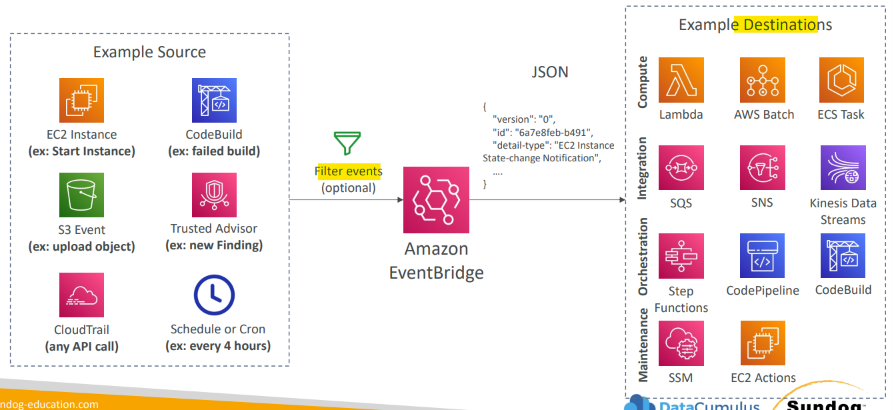 Example Source
EC2 Instance
(ex: Start Instance)
CodeBuild
(ex: failed build)
S3 Event
(ex: upload object)
Trusted Advisor
(ex: new Finding)
CloudTrail
(any API call)
Schedule or Cron
(ex: every 4 hours)
Filter events
(optional)
Amazon
EventBridge
JSON
{
"version": "0",
"id": "6a7e8feb-b491",
"detail-type": "EC2 Instance
State-change Notification",
....
}
Example Destinations
Compute
Lambda
AWS Batch
ECS Task
Integration
SQS
SNS
Kinesis Data
Streams
Orchestration
Step
Functions
CodePipeline
CodeBuild
Maintenance
SSM
EC2 Actions
ndog-education.com
DataCumulus
Sundog